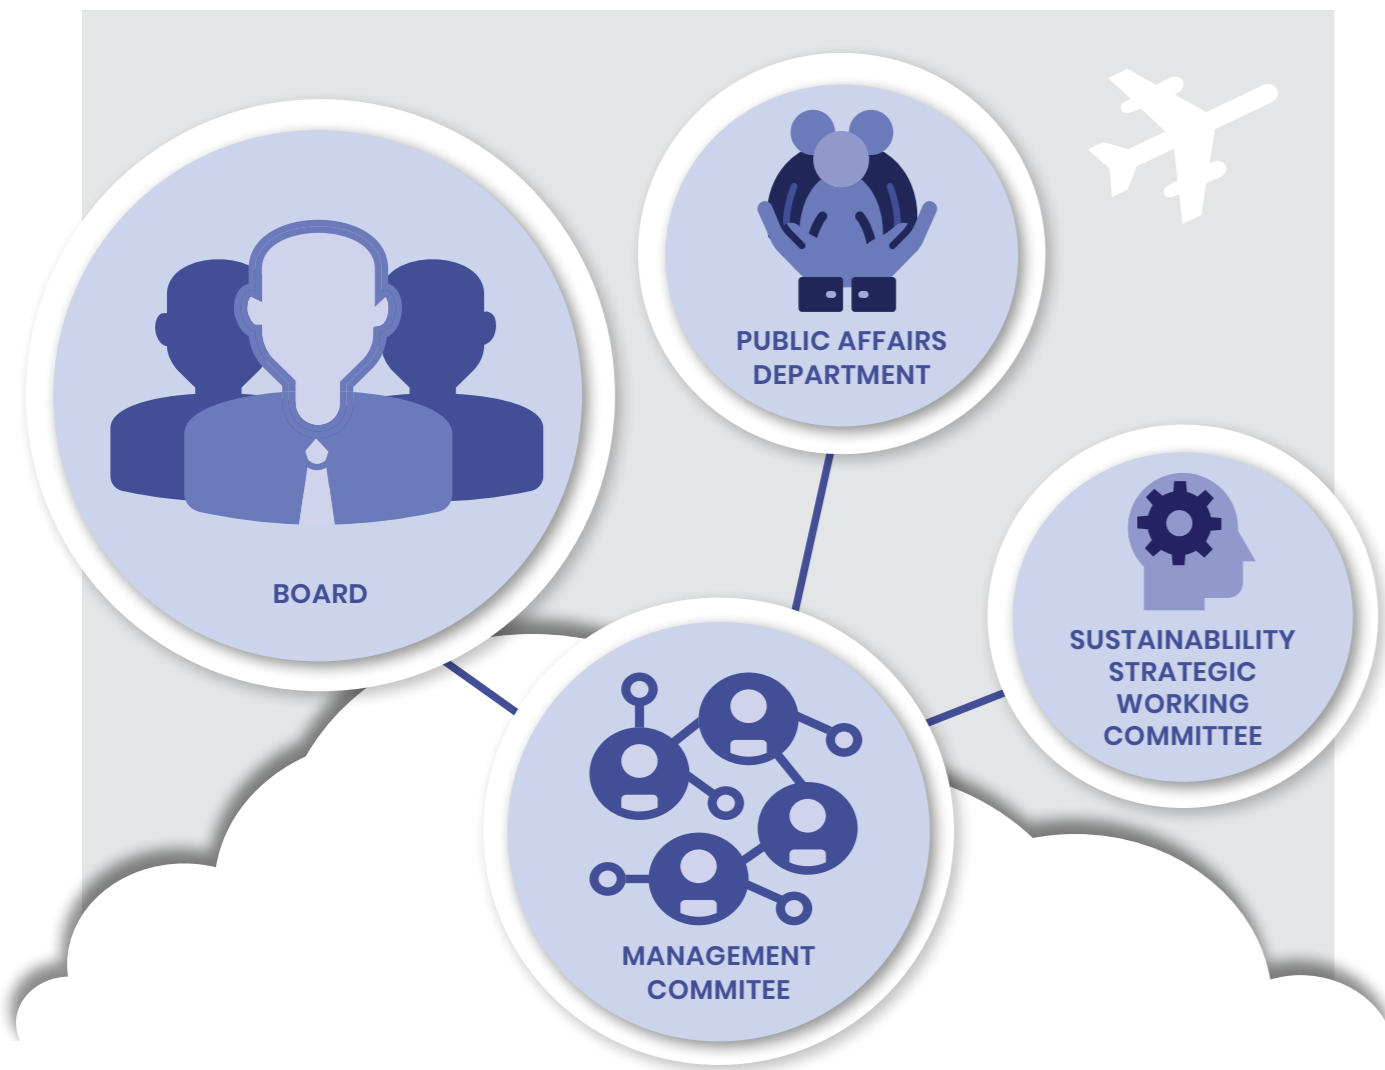 PUBLIC AFFAIRS
DEPARTMENT
BOARD
SUSTAINABLILITY
STRATEGIC
WORKING
COMMITTEE
MANAGEMENT
COMMITEE